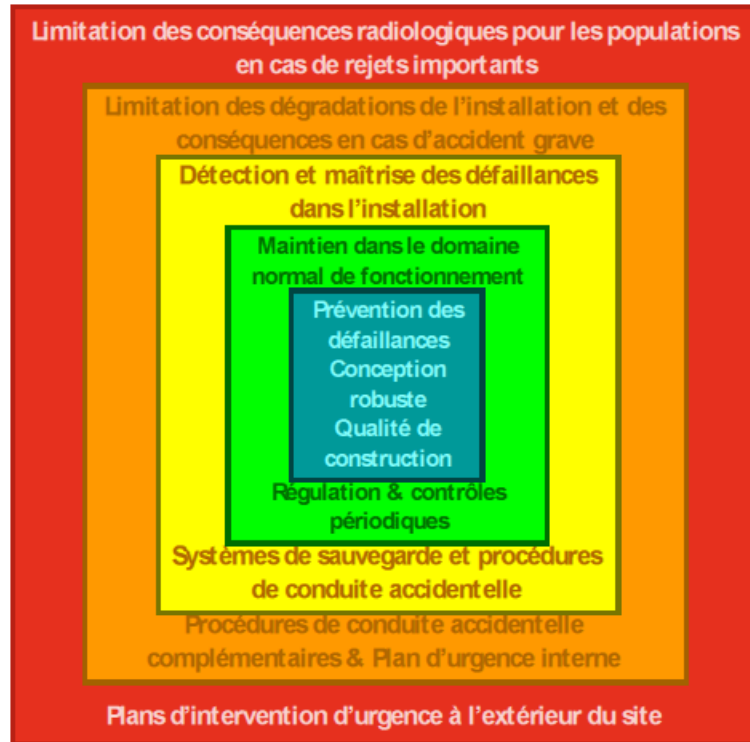 Limitation des conséquences radiologiques pour les populations
en cas de rejets importants
Limitation des dégradations de l'installation et des
conséquences en cas d'accident grave
Détection et maîtrise des défaillances
dans l'installation
Maintien dans le domaine
normal de fonctionnement
Prévention des
défaillances
Conception
robuste
Qualité de
construction
Régulation & contrôles
périodiques
Systèmes de sauvegarde et procédures
de conduite accidentelle
Procédures de conduite accidentelle
complémentaires & Plan d'urgence interne
Plans d'intervention d'urgence à l'extérieur du site